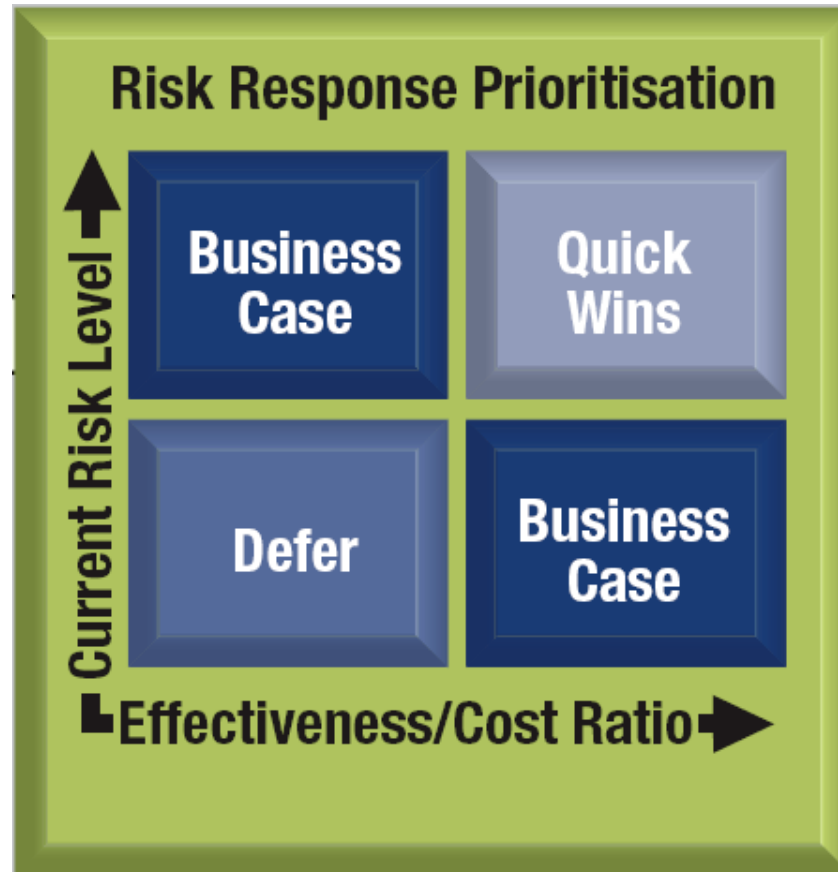 Risk Response Prioritisation
Current Risk Level
Business
Case
Quick
Wins
Defer
Business
Case
Effectiveness/Cost Ratio